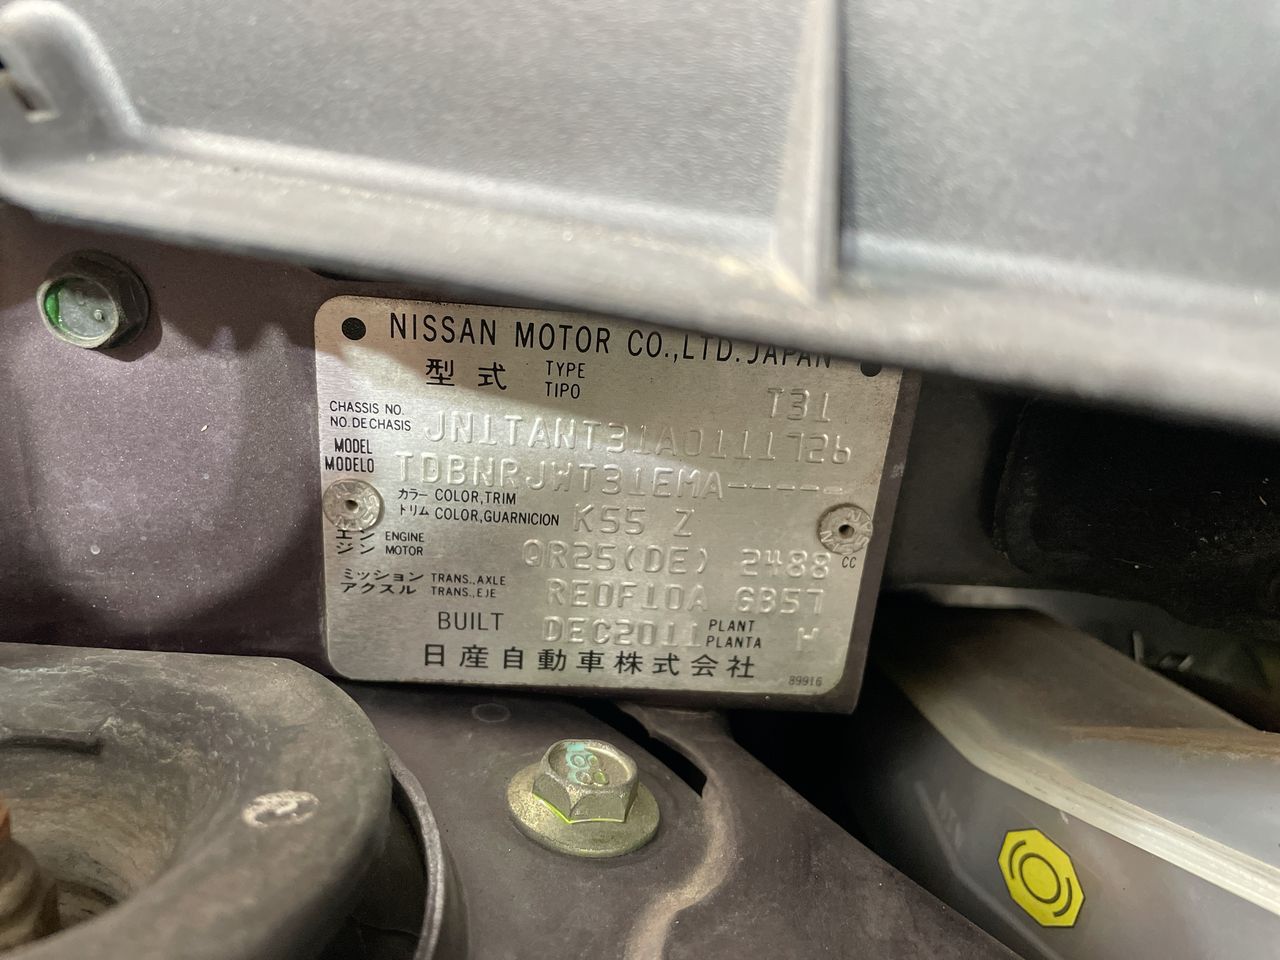 NISSAN MOTOR CO.,LTD.JAPAN
型式 TYPE TIPO T31
CHASSIS NO. NO.DE CHASIS JN1TANT31A0111726
MODEL MODELO TDBNRJWT31EMA-----
カラー COLOR,TRIM
トリム COLOR,GUARNICION K55 Z
エンジン ENGINE MOTOR QR25(DE) 2488 CC
ミッション TRANS.,AXLE
アクスル TRANS.,EJE RE0F10A GB57
BUILT DEC2011 PLANT PLANTA W
日産自動車株式会社 89916